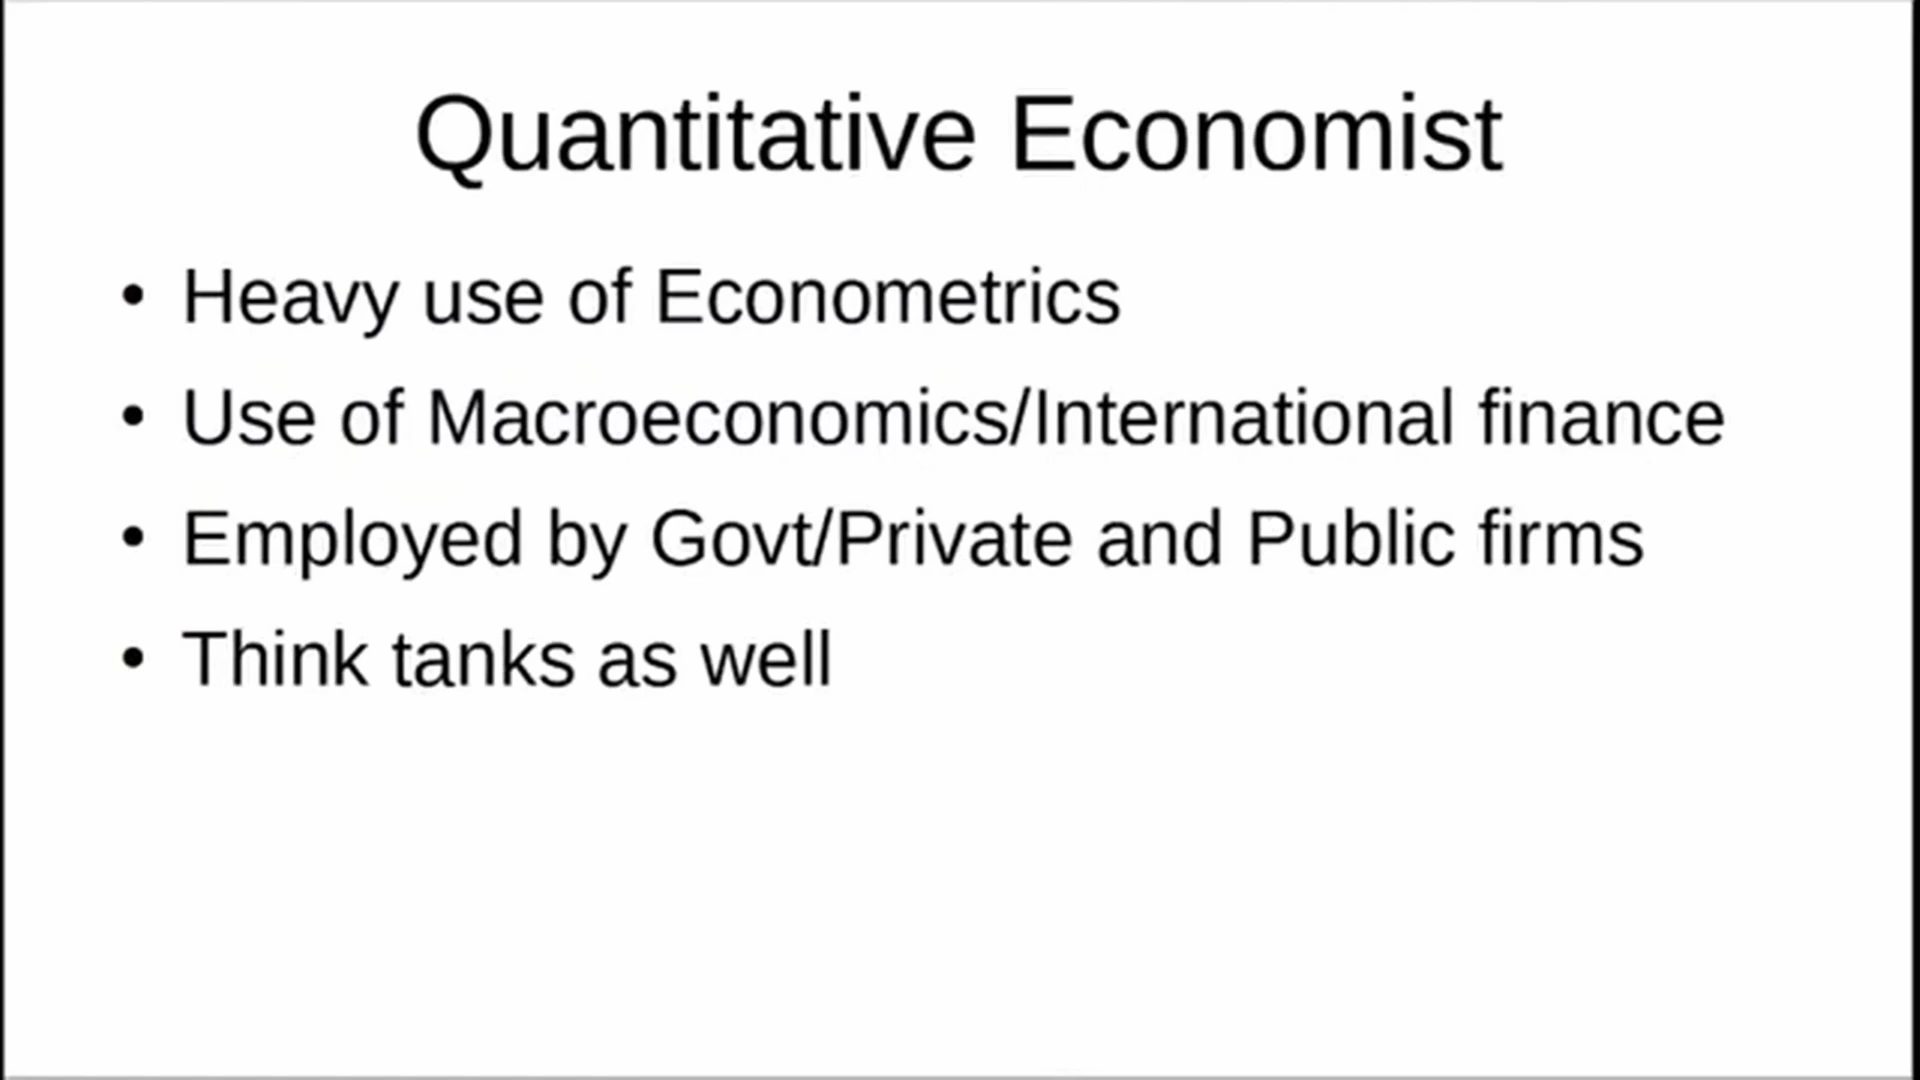 Quantitative Economist
• Heavy use of Econometrics
• Use of Macroeconomics/International finance
• Employed by Govt/Private and Public firms
• Think tanks as well